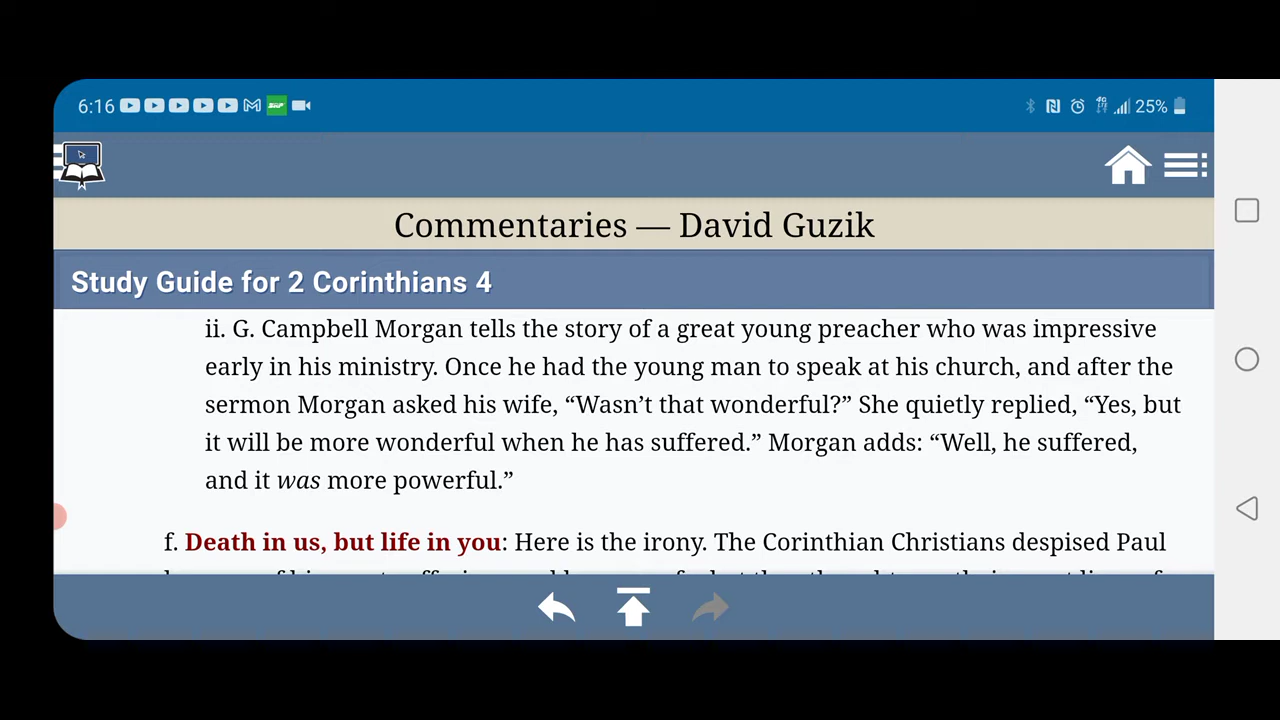 6:16 25%
Commentaries — David Guzik
Study Guide for 2 Corinthians 4
ii. G. Campbell Morgan tells the story of a great young preacher who was impressive
early in his ministry. Once he had the young man to speak at his church, and after the
sermon Morgan asked his wife, “Wasn’t that wonderful?” She quietly replied, “Yes, but
it will be more wonderful when he has suffered.” Morgan adds: “Well, he suffered,
and it was more powerful.”
f. Death in us, but life in you: Here is the irony. The Corinthian Christians despised Paul